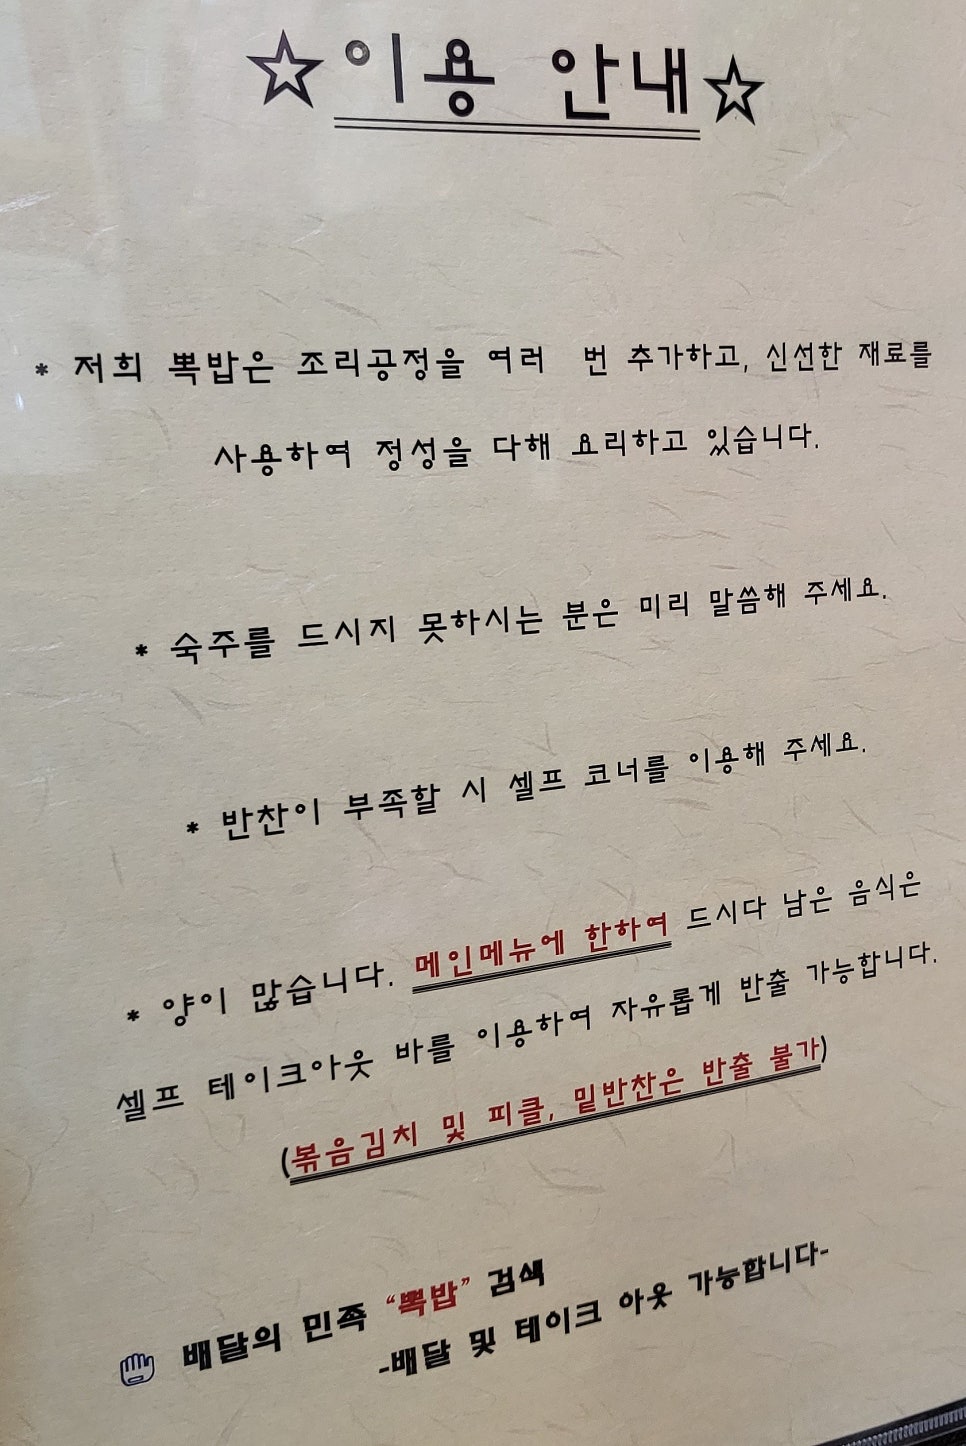 ☆이용 안내☆
* 저희 뽁밥은 조리공정을 여러 번 추가하고, 신선한 재료를
사용하여 정성을 다해 요리하고 있습니다.
* 숙주를 드시지 못하시는 분은 미리 말씀해 주세요.
* 반찬이 부족할 시 셀프 코너를 이용해 주세요.
* 양이 많습니다. 메인메뉴에 한하여 드시다 남은 음식은
셀프 테이크아웃 바를 이용하여 자유롭게 반출 가능합니다.
(볶음김치 및 피클, 밑반찬은 반출 불가)
배달의 민족 “뽁밥” 검색
-배달 및 테이크 아웃 가능합니다-